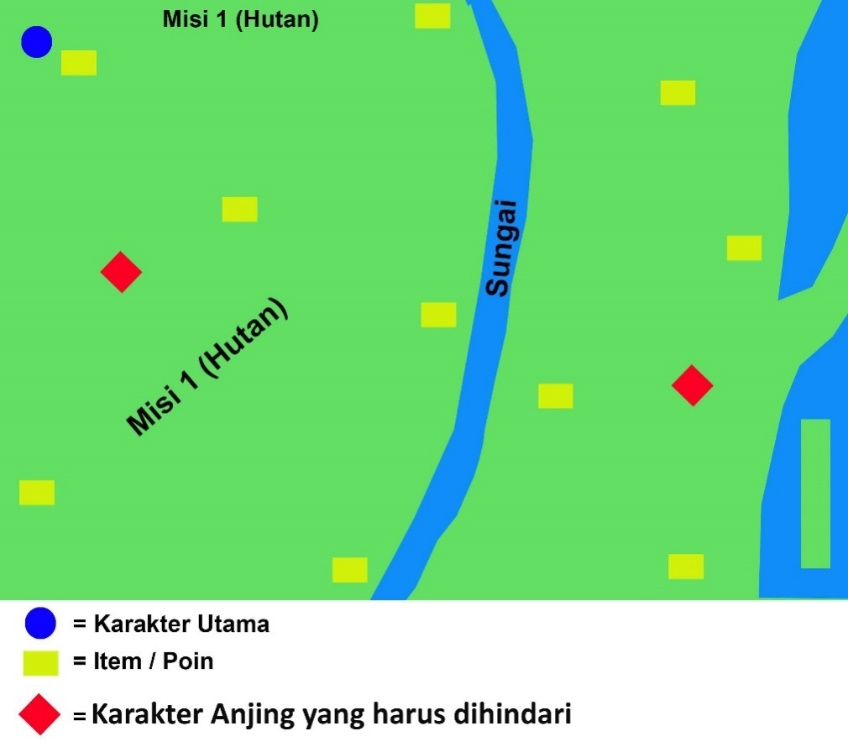 Misi 1 (Hutan)
Sungai
Misi 1 (Hutan)
= Karakter Utama
= Item / Poin
= Karakter Anjing yang harus dihindari